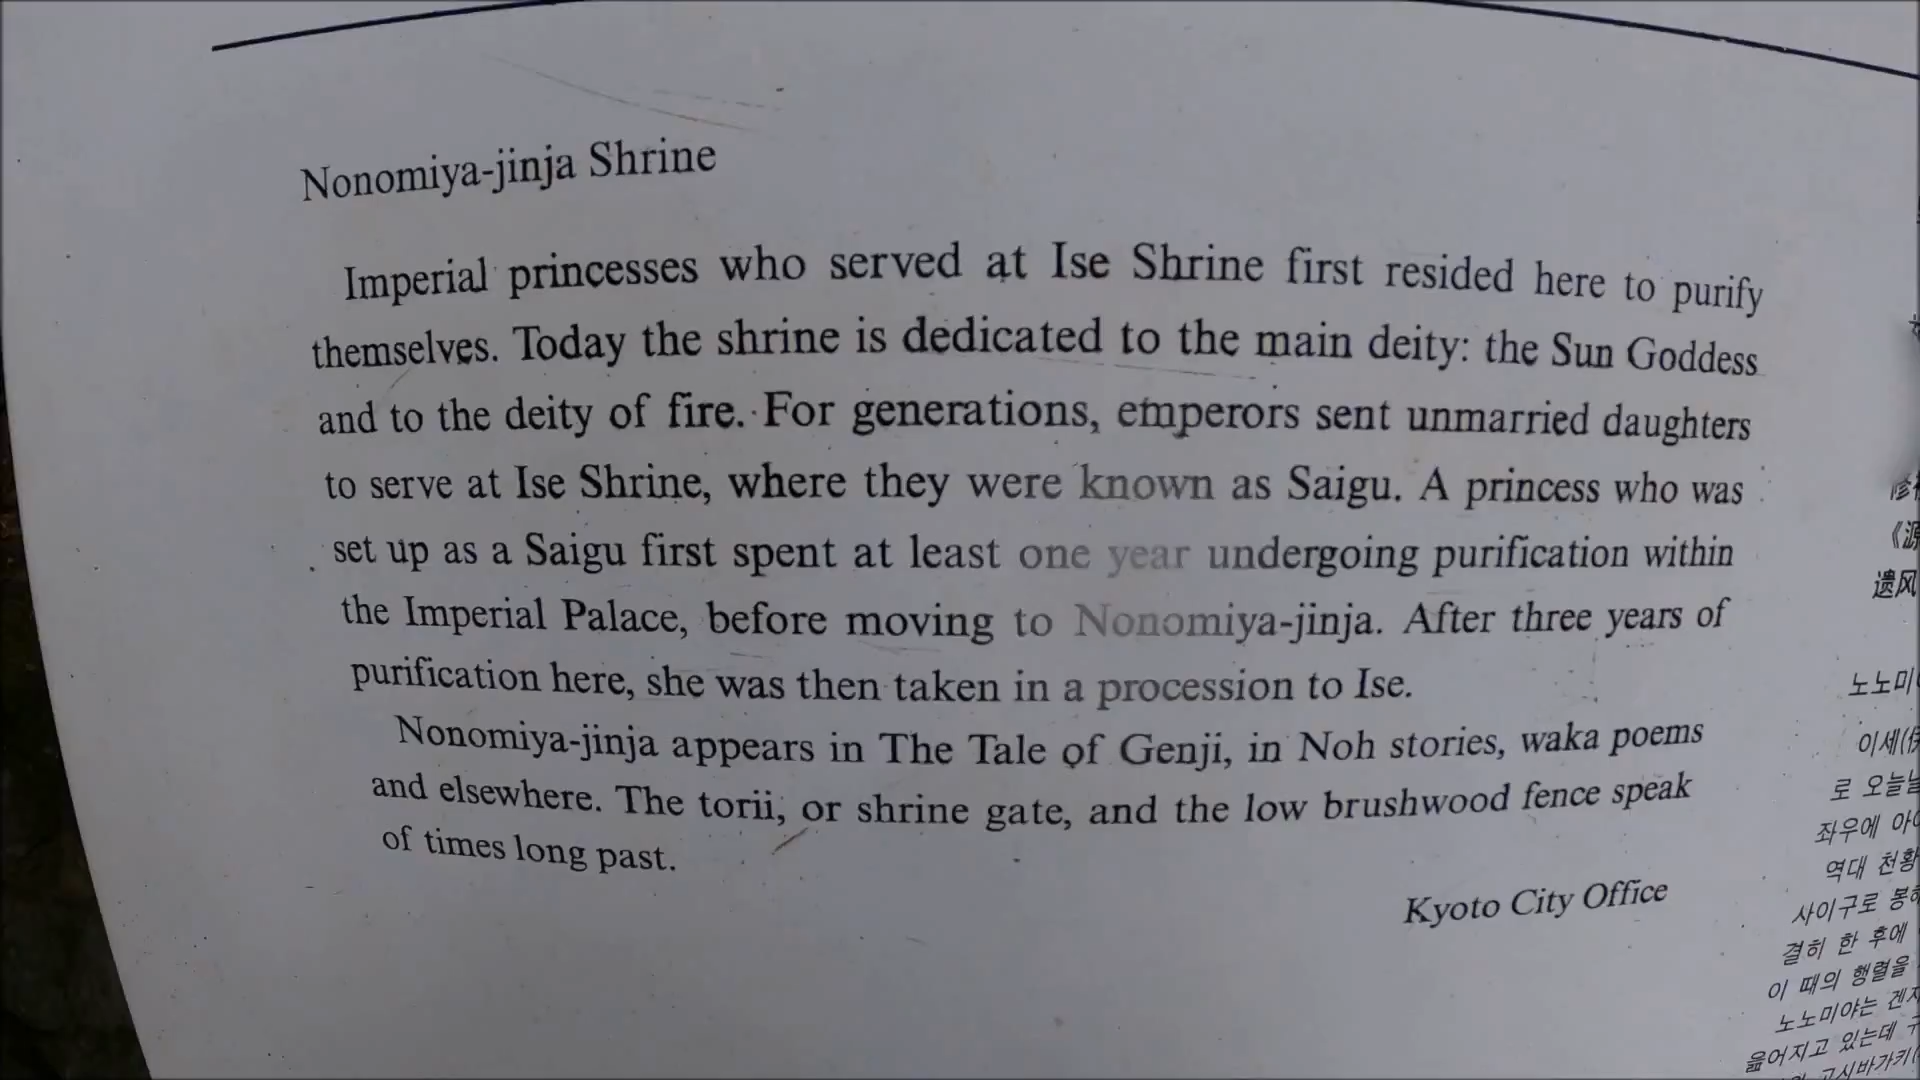 Nonomiya-jinja Shrine
Imperial princesses who served at Ise Shrine first resided here to purify
themselves. Today the shrine is dedicated to the main deity: the Sun Goddess
and to the deity of fire. For generations, emperors sent unmarried daughters
to serve at Ise Shrine, where they were known as Saigu. A princess who was
set up as a Saigu first spent at least one year undergoing purification within
the Imperial Palace, before moving to Nonomiya-jinja. After three years of
purification here, she was then taken in a procession to Ise.
Nonomiya-jinja appears in The Tale of Genji, in Noh stories, waka poems
and elsewhere. The torii, or shrine gate, and the low brushwood fence speak
of times long past.
Kyoto City Office
《源
遗风
노노미
이세(
로 오늘날
좌우에
역대 천황
사이구로 봉해
결히 한 후에
이 때의 행렬을
노노미야는 겐지
읊어지고 있는데